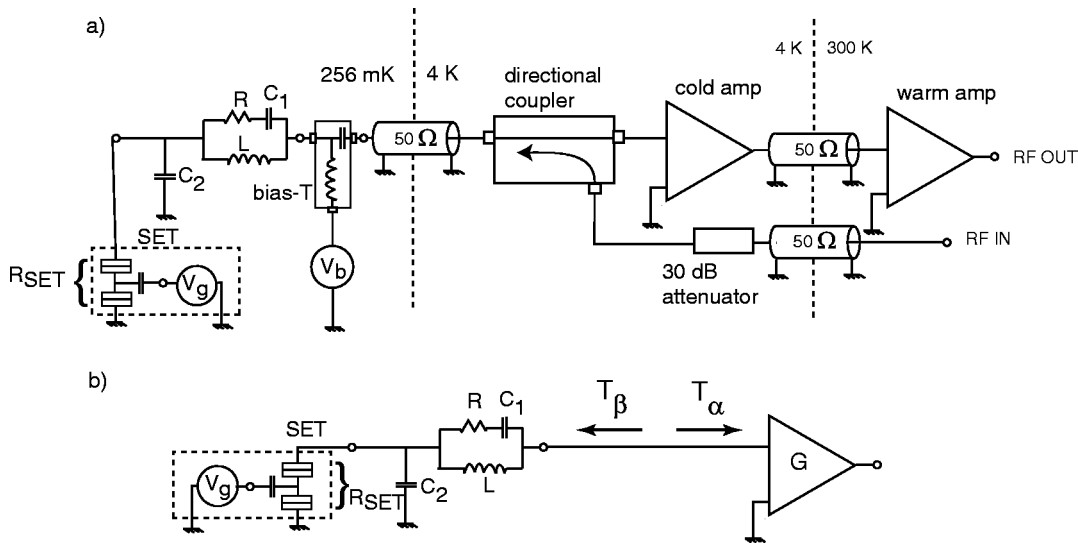 a)
256 mK
4 K
directional
coupler
cold amp
4 K
300 K
warm amp
R
C1
L
C2
bias-T
50 Ω
50 Ω
RF OUT
SET
RSET
{
Vg
Vb
30 dB
attenuator
50 Ω
RF IN
b)
SET
Vg
}
RSET
C2
R
C1
L
Tβ
Tα
G